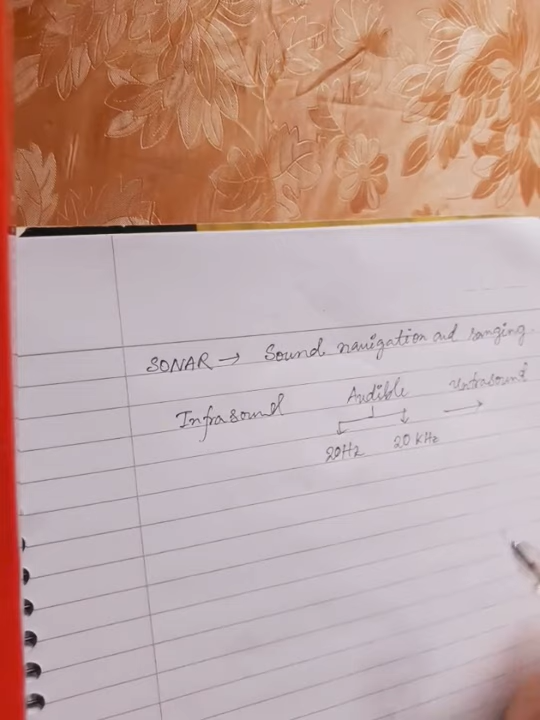 SONAR → Sound navigation and ranging.
Infrasound Audible → Ultrasound
20Hz 20 KHz